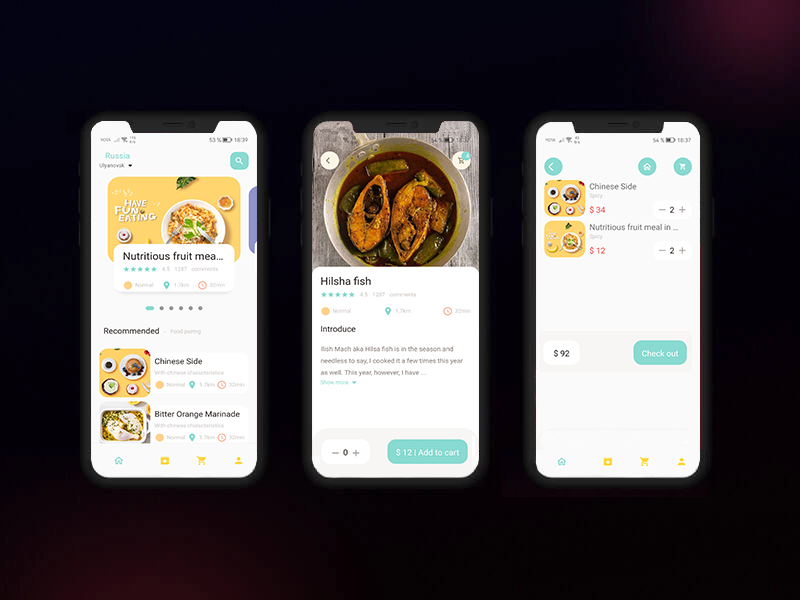 YOTA
53 % 18:39
Russia
Ulyanovsk
HAVE
FUN
EATING
Nutritious fruit mea...
4.5 1287 comments
Normal 1.7km 32min
Recommended
Food pairing
Chinese Side
With chinese characteristics
Normal 1.7km 32min
Bitter Orange Marinade
With chinese characteristics
Normal 1.7km 32min
Hilsha fish
4.5 1287 comments
Normal 1.7km 32min
Introduce
Ilish Mach aka Hilsa fish is in the season and
needless to say, I cooked it a few times this year
as well. This year, however, I have ...
Show more
0
$ 12 | Add to cart
YOTA
54 % 18:37
Chinese Side
Spicy
$ 34
2
Nutritious fruit meal in ...
Spicy
$ 12
2
$ 92
Check out